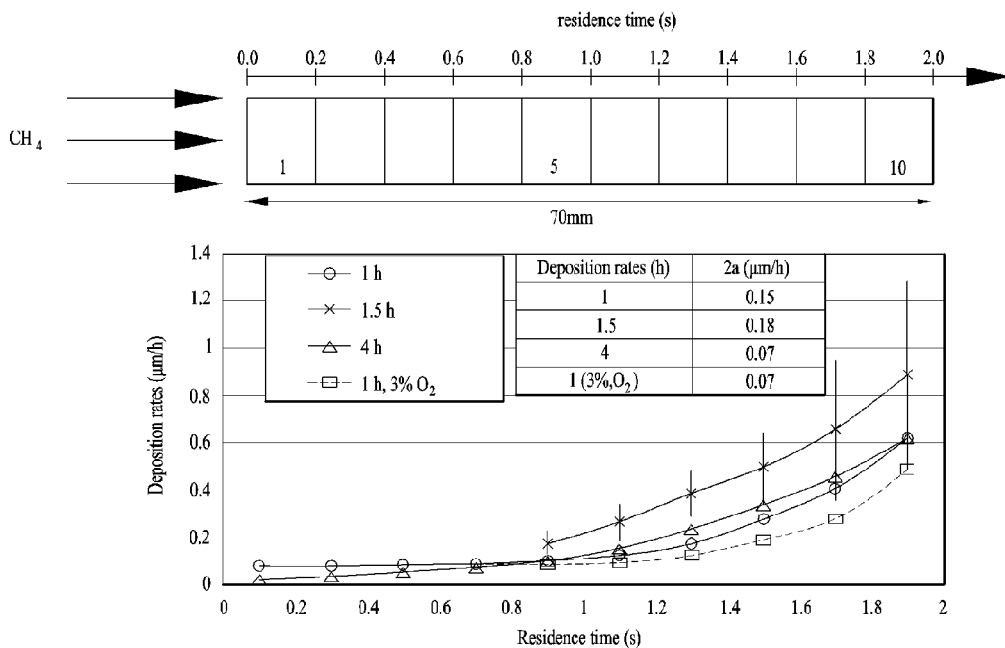 residence time (s)
0.0 0.2 0.4 0.6 0.8 1.0 1.2 1.4 1.6 1.8 2.0
CH4
1 5 10
70mm
1.4
1.2
1
0.8
0.6
0.4
0.2
0
Deposition rates (μm/h)
1 h
1.5 h
4 h
1 h, 3% O2
Deposition rates (h) 2a (μm/h)
1 0.15
1.5 0.18
4 0.07
1 (3%,O2) 0.07
0 0.2 0.4 0.6 0.8 1 1.2 1.4 1.6 1.8 2
Residence time (s)